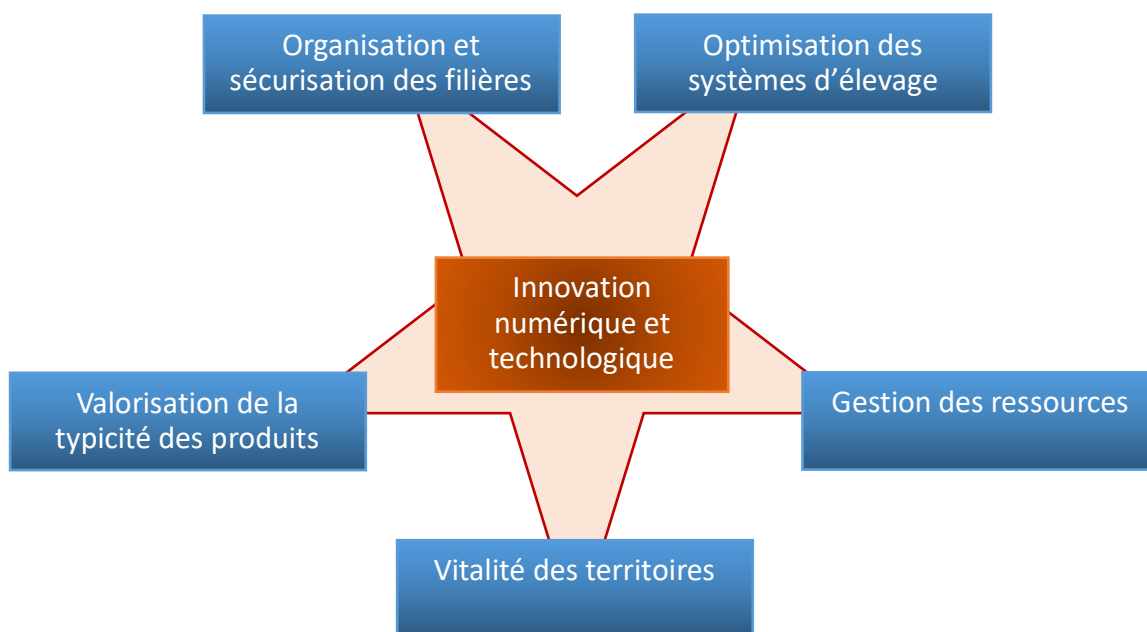 Organisation et
sécurisation des filières
Optimisation des
systèmes d’élevage
Innovation
numérique et
technologique
Valorisation de la
typicité des produits
Gestion des ressources
Vitalité des territoires